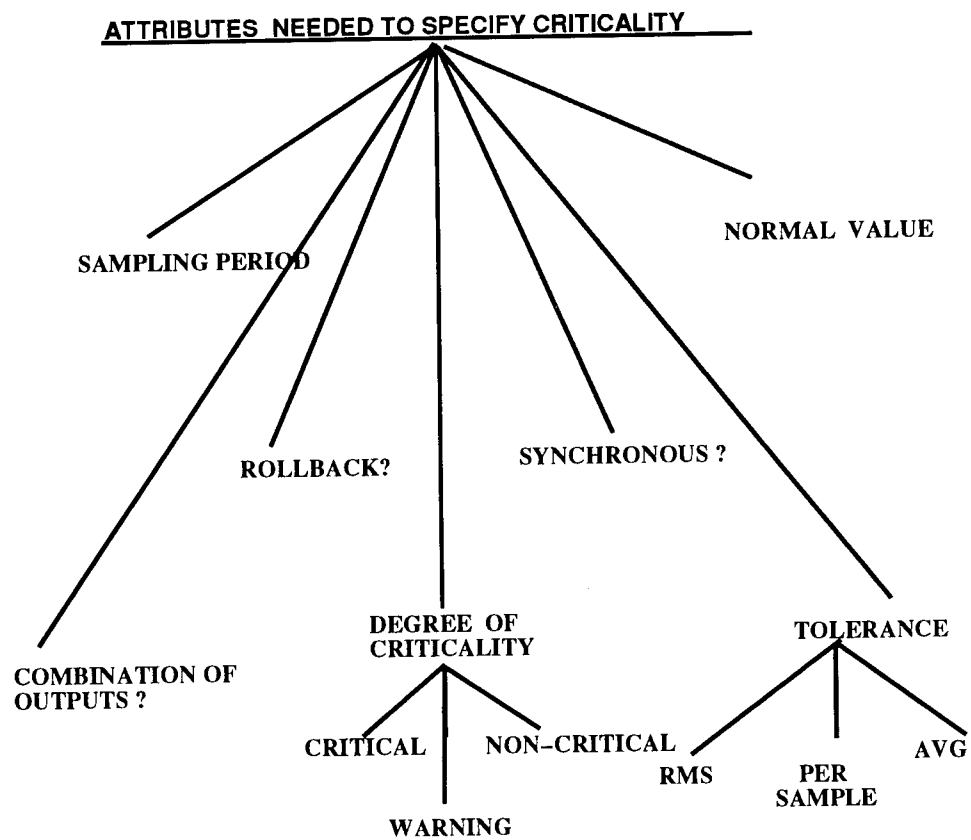 ATTRIBUTES NEEDED TO SPECIFY CRITICALITY
NORMAL VALUE
SAMPLING PERIOD
ROLLBACK?
SYNCHRONOUS ?
COMBINATION OF
OUTPUTS ?
DEGREE OF
CRITICALITY
TOLERANCE
CRITICAL
NON-CRITICAL
WARNING
RMS
PER
SAMPLE
AVG